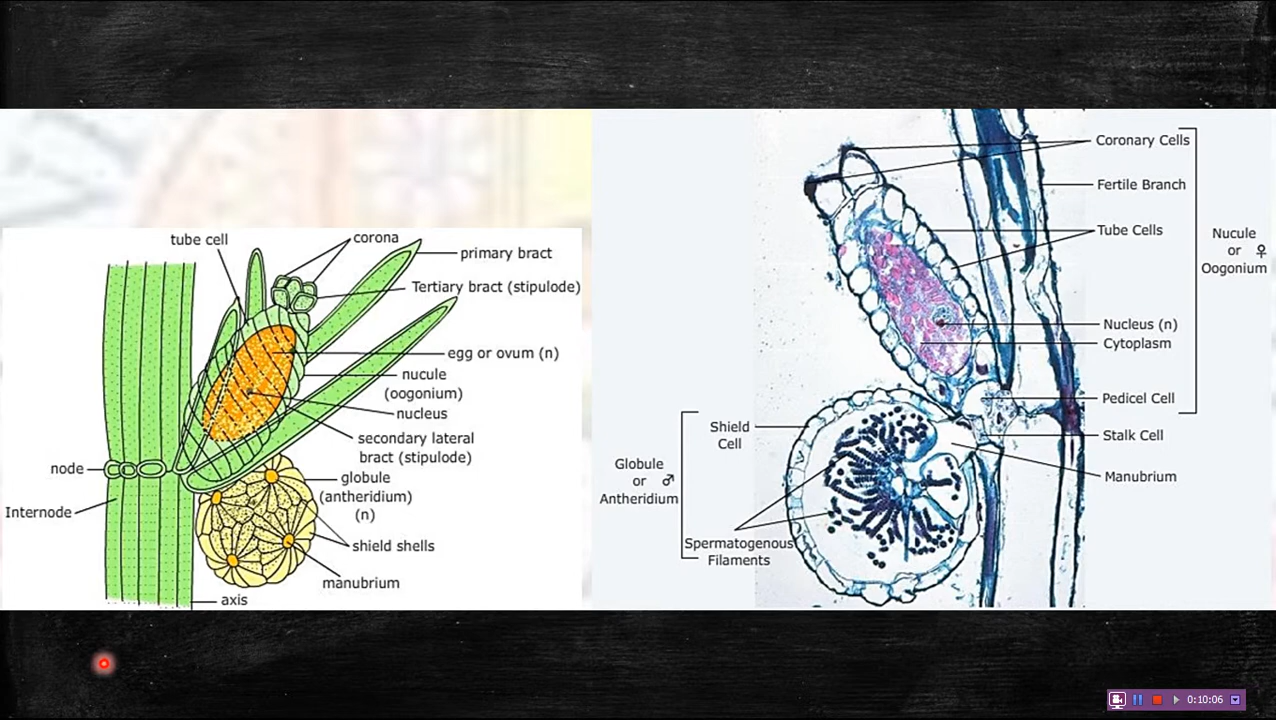 tube cell
corona
primary bract
Tertiary bract (stipulode)
egg or ovum (n)
nucule
(oogonium)
nucleus
secondary lateral
bract (stipulode)
node
globule
(antheridium)
(n)
Internode
shield shells
manubrium
axis
Coronary Cells
Fertile Branch
Tube Cells
Nucule
or ♀
Oogonium
Nucleus (n)
Cytoplasm
Pedicel Cell
Shield
Cell
Stalk Cell
Globule
or ♂
Antheridium
Manubrium
Spermatogenous
Filaments
0:10:06